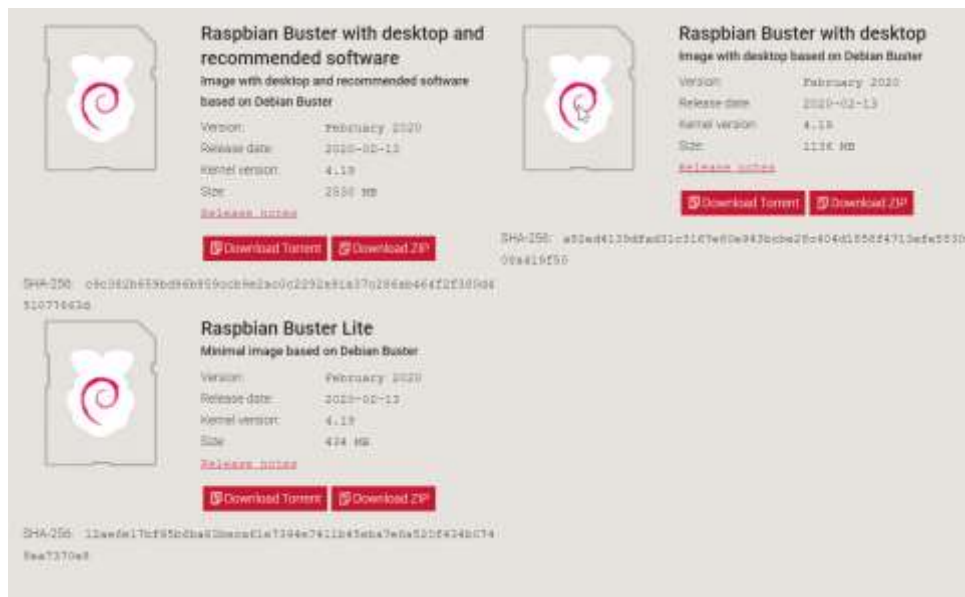 Raspbian Buster with desktop and
recommended software
Image with desktop and recommended software
based on Debian Buster
Version: February 2020
Release date: 2020-02-13
Kernel version: 4.19
Size: 2530 MB
Release notes
Download Torrent Download ZIP
SHA-256:
Raspbian Buster with desktop
Image with desktop based on Debian Buster
Version: February 2020
Release date: 2020-02-13
Kernel version: 4.19
Size: 1136 MB
Release notes
Download Torrent Download ZIP
SHA-256:
Raspbian Buster Lite
Minimal image based on Debian Buster
Version: February 2020
Release date: 2020-02-13
Kernel version: 4.19
Size: 434 MB
Release notes
Download Torrent Download ZIP
SHA-256: